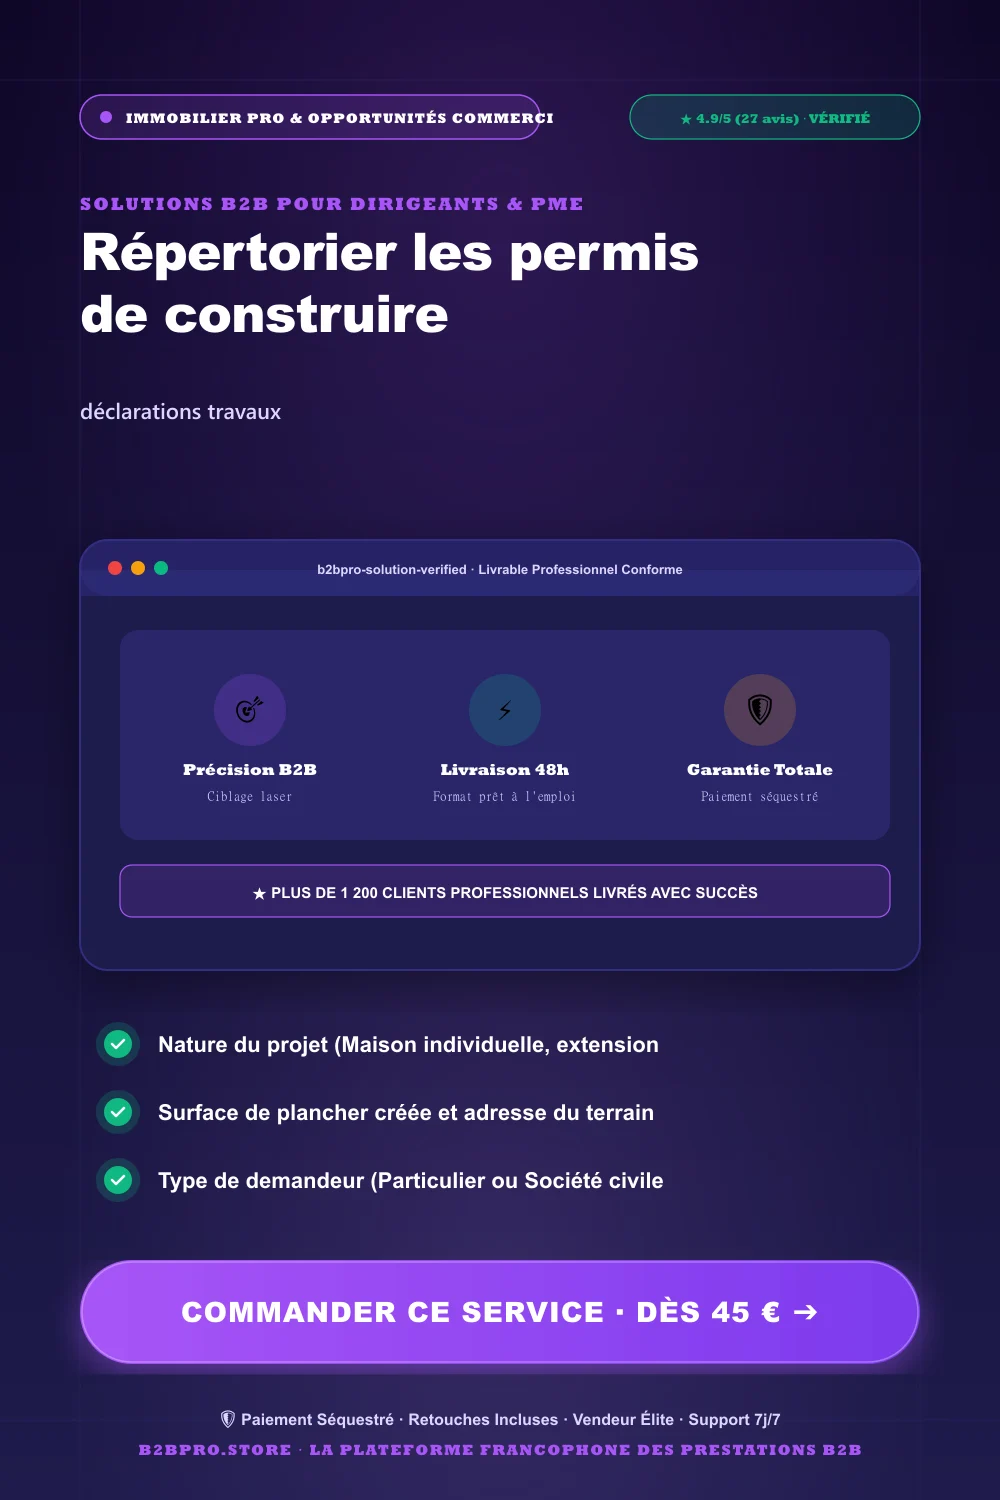 IMMOBILIER PRO & OPPORTUNITÉS COMMERCI
★ 4.9/5 (27 avis) · VÉRIFIÉ
SOLUTIONS B2B POUR DIRIGEANTS & PME
Répertorier les permis
de construire
déclarations travaux
b2bpro-solution-verified · Livrable Professionnel Conforme
Précision B2B
Ciblage laser
Livraison 48h
Format prêt à l'emploi
Garantie Totale
Paiement séquestré
★ PLUS DE 1 200 CLIENTS PROFESSIONNELS LIVRÉS AVEC SUCCÈS
Nature du projet (Maison individuelle, extension
Surface de plancher créée et adresse du terrain
Type de demandeur (Particulier ou Société civile
COMMANDER CE SERVICE · DÈS 45 € ➔
Paiement Séquestré · Retouches Incluses · Vendeur Élite · Support 7j/7
B2BPRO.STORE · LA PLATEFORME FRANCOPHONE DES PRESTATIONS B2B